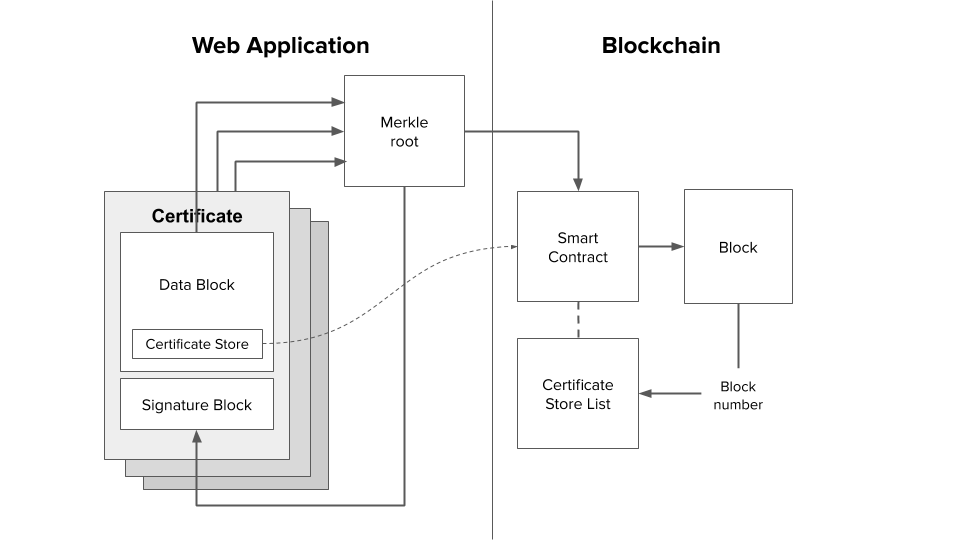 Web Application
Blockchain
Merkle
root
Certificate
Data Block
Certificate Store
Signature Block
Smart
Contract
Block
Certificate
Store List
Block
number